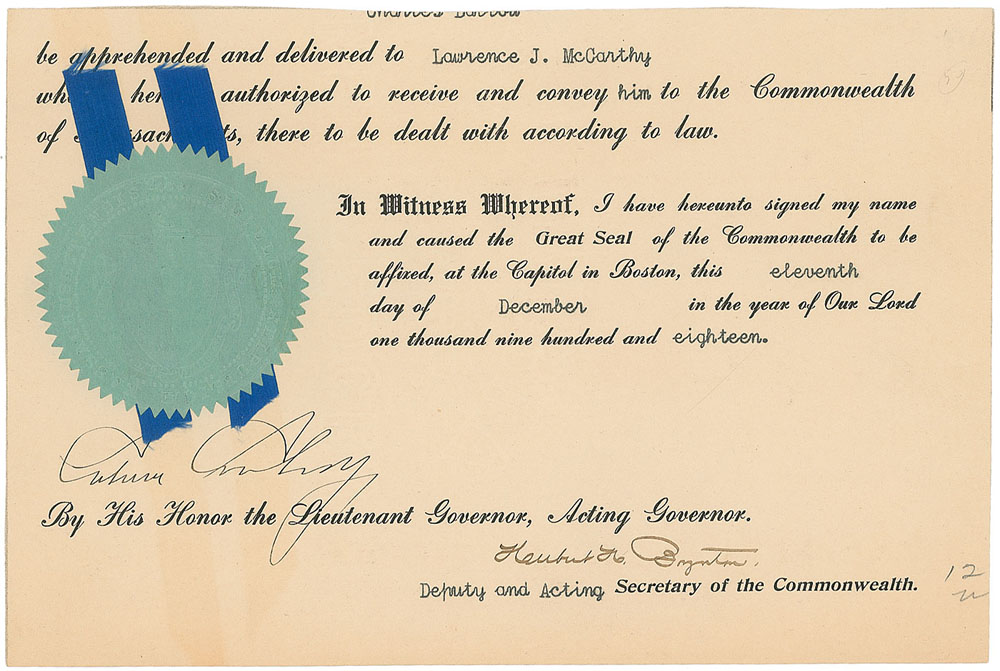 be apprehended and delivered to Lawrence J. McCarthy
authorized to receive and convey him to the Commonwealth
of there to be dealt with according to law.
In Witness Whereof, I have hereunto signed my name
and caused the Great Seal of the Commonwealth to be
affixed, at the Capitol in Boston, this eleventh
day of December in the year of Our Lord
one thousand nine hundred and eighteen.
By His Honor the Lieutenant Governor, Acting Governor.
Herbert H. Boynton.
Deputy and Acting Secretary of the Commonwealth.
12